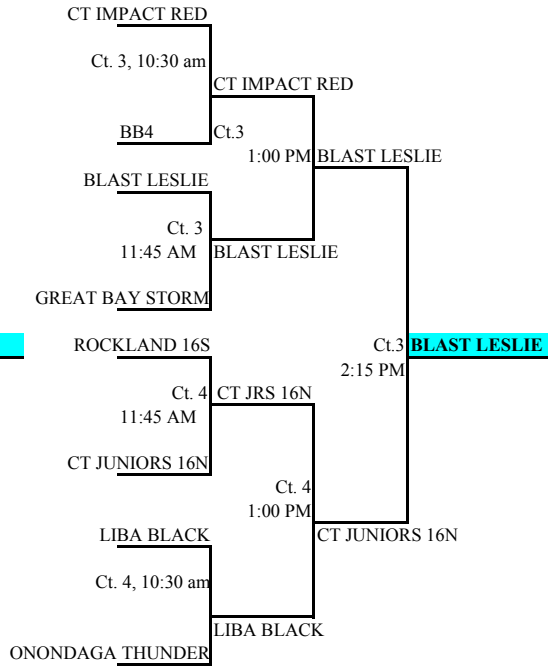 CT IMPACT RED
Ct. 3, 10:30 am
CT IMPACT RED
BB4
Ct.3
1:00 PM
BLAST LESLIE
BLAST LESLIE
Ct. 3
11:45 AM
BLAST LESLIE
GREAT BAY STORM
ROCKLAND 16S
Ct.3
BLAST LESLIE
2:15 PM
Ct. 4
CT JRS 16N
11:45 AM
CT JUNIORS 16N
Ct. 4
1:00 PM
CT JUNIORS 16N
LIBA BLACK
Ct. 4, 10:30 am
LIBA BLACK
ONONDAGA THUNDER